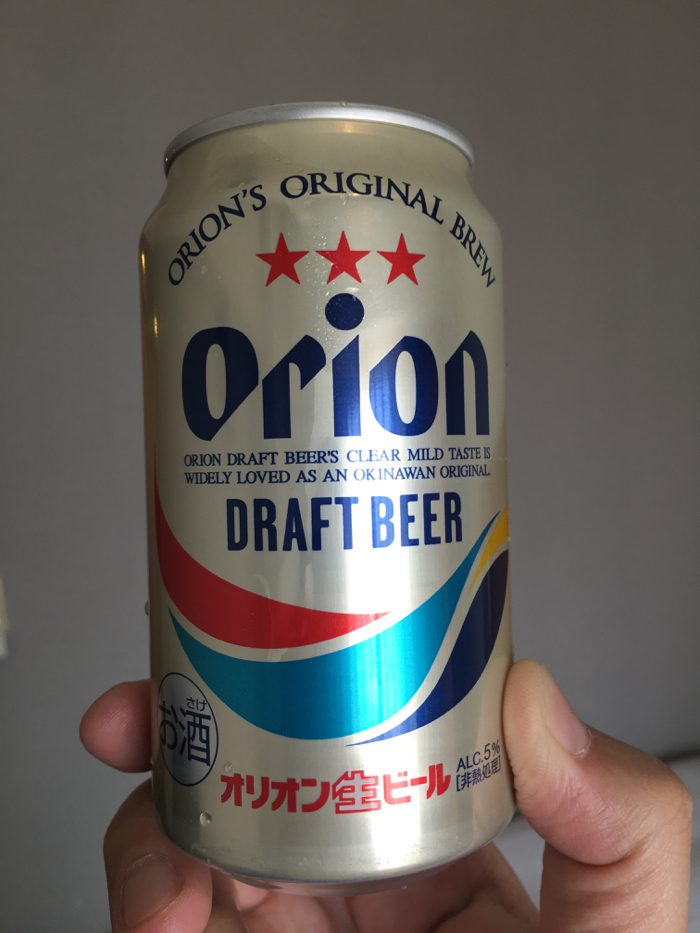 ORION'S ORIGINAL BREW
Orion
ORION DRAFT BEER'S CLEAR MILD TASTE IS
WIDELY LOVED AS AN OKINAWAN ORIGINAL.
DRAFT BEER
さけ
お酒
オリオン生ビール
ALC.5%
[非熱処理]